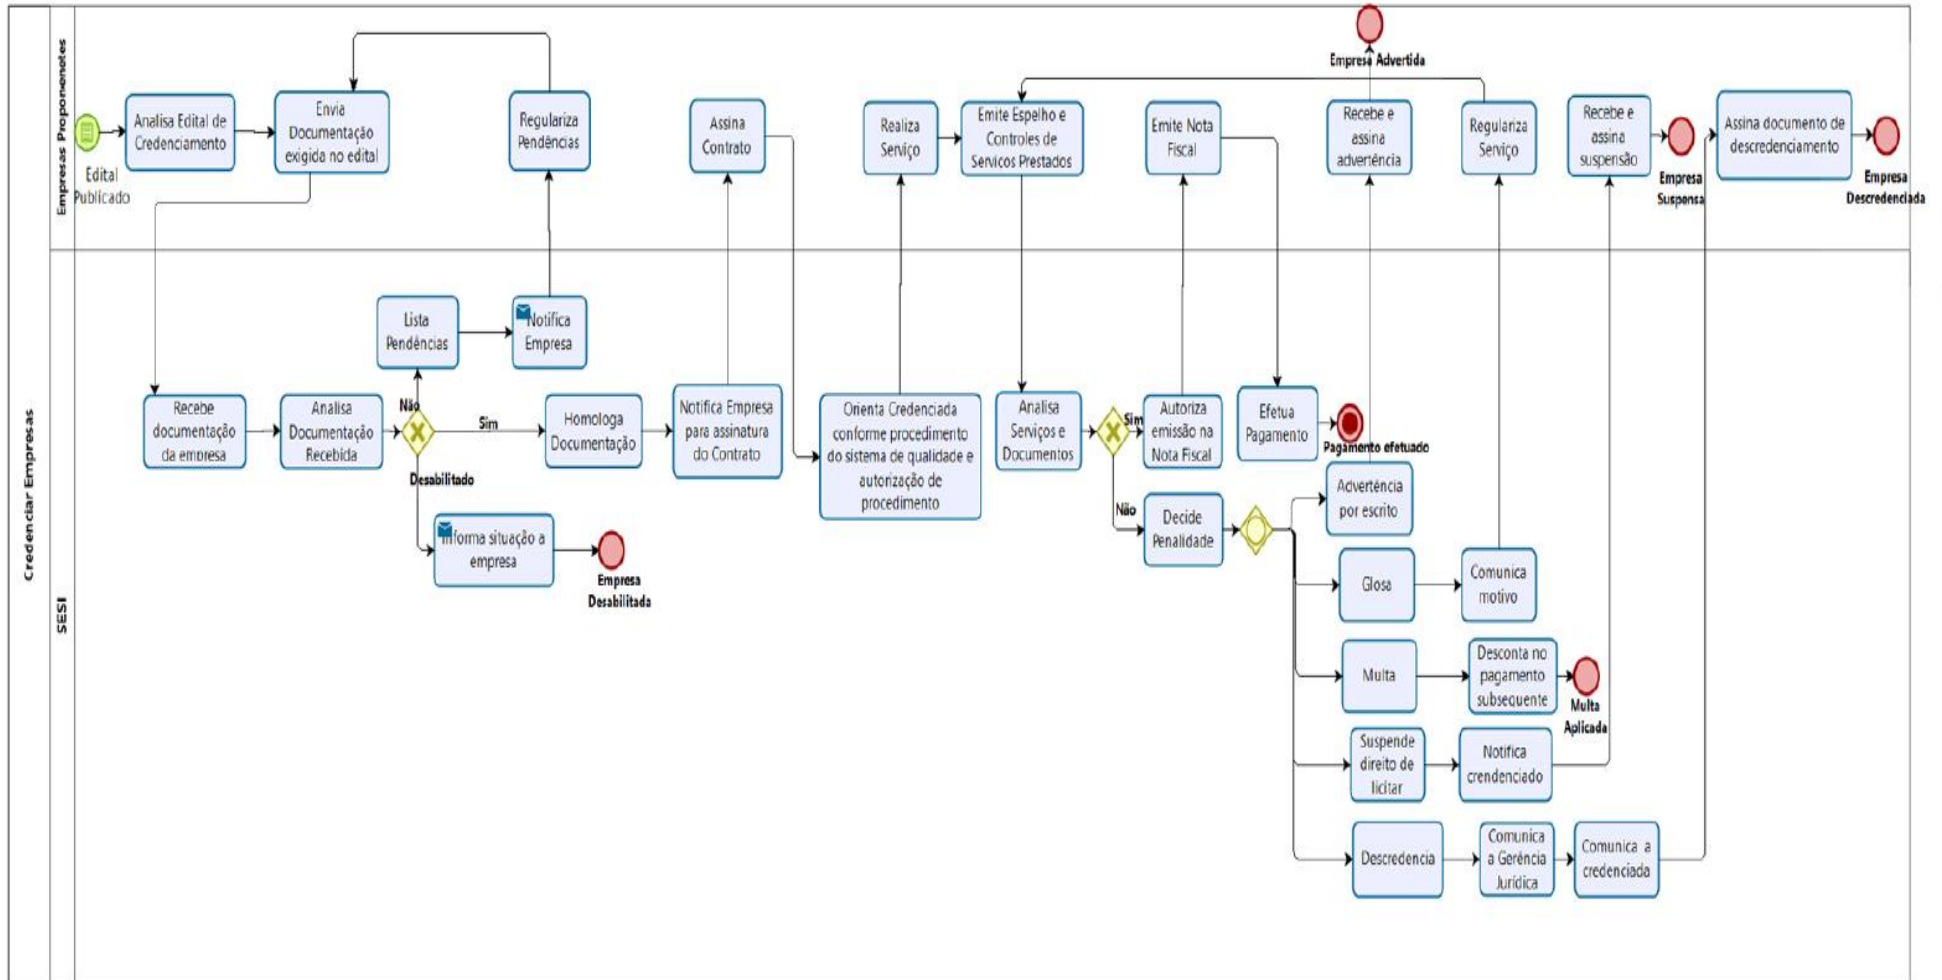 Credenciar Empresas
Empresas Proponenetes
Edital
Publicado
Analisa Edital de
Credenciamento
Envia
Documentação
exigida no edital
Regulariza
Pendências
Assina
Contrato
Realiza
Serviço
Emite Espelho e
Controles de
Servicos Prestados
Emite Nota
Fiscal
Empresa Advertida
Recebe e
assina
advertência
Regulariza
Serviço
Recebe e
assina
suspensão
Empresa
Suspensa
Assina documento de
descredenciamento
Empresa
Descredenciada
SESI
Recebe
documentação
da empresa
Analisa
Documentação
Recebida
Não
Sim
Desabilitado
Lista
Pendências
Notifica
Empresa
Informa situação a
empresa
Empresa
Desabilitada
Homologa
Documentação
Notifica Empresa
para assinatura
do Contrato
Orienta Credenciada
conforme procedimento
do sistema de qualidade e
autorização de
procedimento
Analisa
Serviços e
Documentos
Sim
Não
Autoriza
emissão na
Nota Fiscal
Efetua
Pagamento
Pagamento efetuado
Decide
Penalidade
Advertência
por escrito
Glosa
Comunica
motivo
Multa
Desconta no
pagamento
subsequente
Multa
Aplicada
Suspende
direito de
licitar
Notifica
crendenciado
Descredencia
Comunica
a Gerência
Jurídica
Comunica a
credenciada